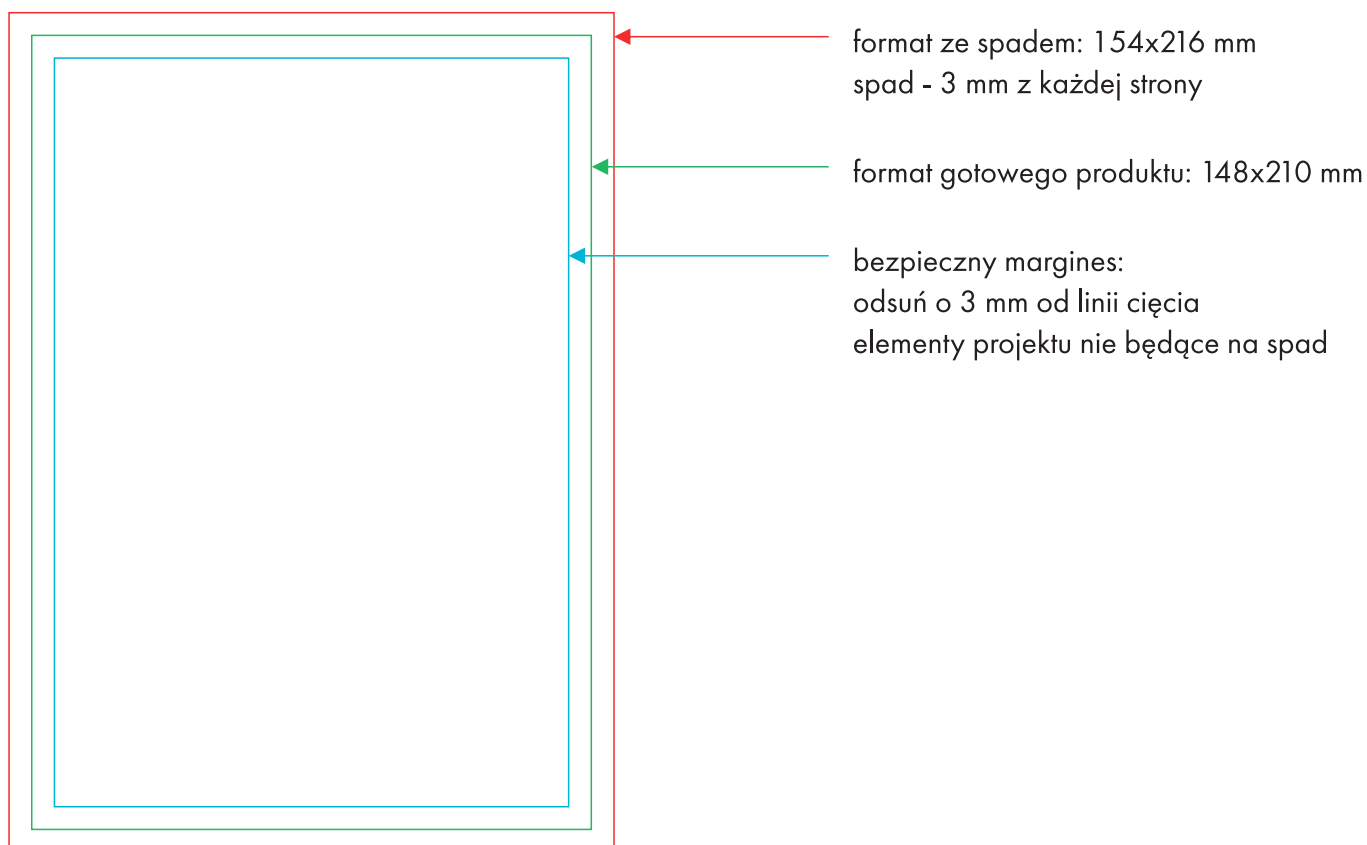 format ze spadem: 154x216 mm
spad - 3 mm z każdej strony
format gotowego produktu: 148x210 mm
bezpieczny margines:
odsuń o 3 mm od linii cięcia
elementy projektu nie będące na spad